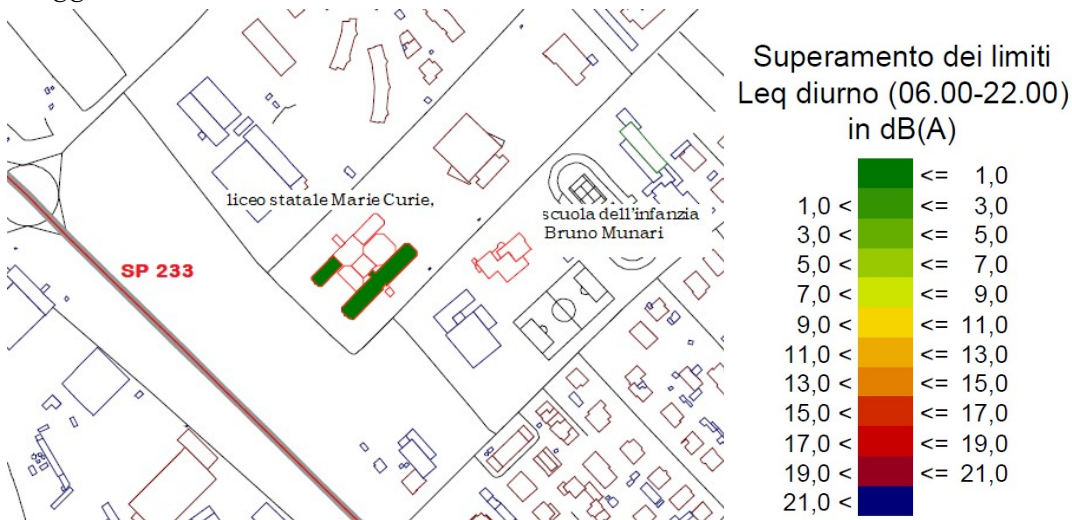 liceo statale Marie Curie,
scuola dell'infanzia
Bruno Munari
SP 233
Superamento dei limiti
Leq diurno (06.00-22.00)
in dB(A)
<= 1,0
1,0 < <= 3,0
3,0 < <= 5,0
5,0 < <= 7,0
7,0 < <= 9,0
9,0 < <= 11,0
11,0 < <= 13,0
13,0 < <= 15,0
15,0 < <= 17,0
17,0 < <= 19,0
19,0 < <= 21,0
21,0 <